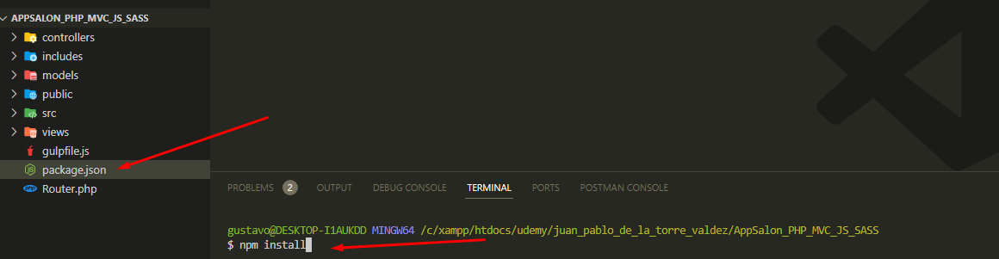 APPSALON_PHP_MVC_JS_SASS
controllers
includes
models
public
src
views
gulpfile.js
package.json
Router.php
PROBLEMS 2 OUTPUT DEBUG CONSOLE TERMINAL PORTS POSTMAN CONSOLE
gustavo@DESKTOP-I1AUKDD MINGW64 /c/xampp/htdocs/udemy/juan_pablo_de_la_torre_valdez/AppSalon_PHP_MVC_JS_SASS
$ npm install